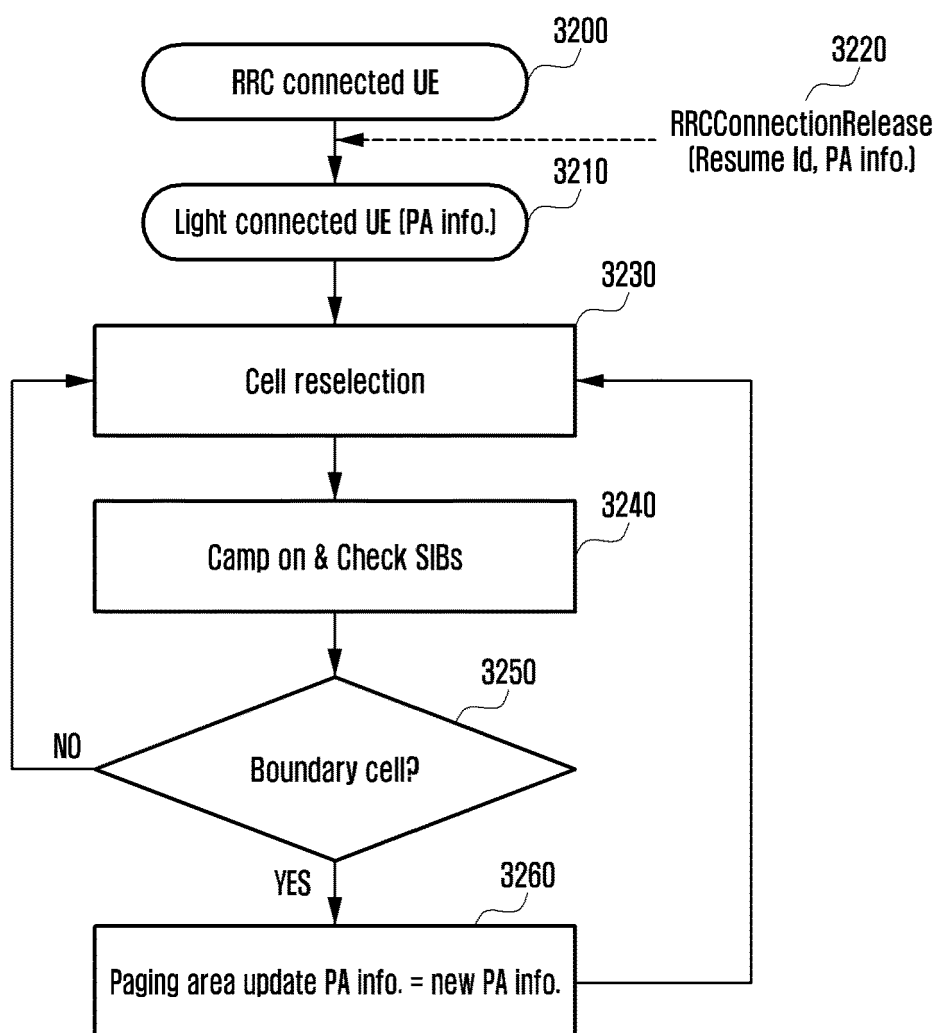 3200
RRC connected UE
3220
RRCConnectionRelease
(Resume Id, PA info.)
3210
Light connected UE (PA info.)
3230
Cell reselection
3240
Camp on & Check SIBs
3250
Boundary cell?
NO
YES
3260
Paging area update PA info. = new PA info.